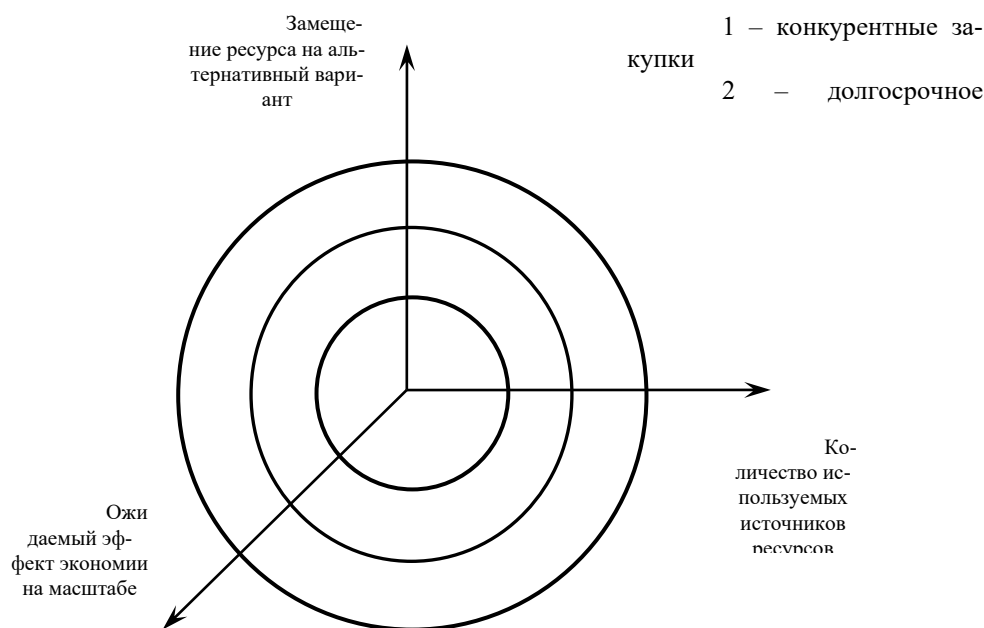 Замеще-
ние ресурса на аль-
тернативный вари-
ант
1 – конкурентные за-
купки
2 – долгосрочное
Ко-
личество ис-
пользуемых
источников
ресурсов
Ожи
даемый эф-
фект экономии
на масштабе